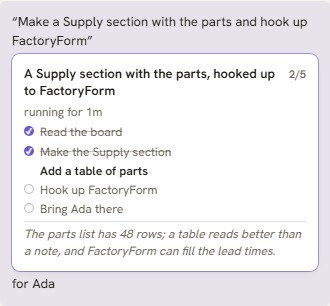 “Make a Supply section with the parts and hook up
FactoryForm”
A Supply section with the parts, hooked up 2/5
to FactoryForm
running for 1m
Read the board
Make the Supply section
Add a table of parts
Hook up FactoryForm
Bring Ada there
The parts list has 48 rows; a table reads better than
a note, and FactoryForm can fill the lead times.
for Ada